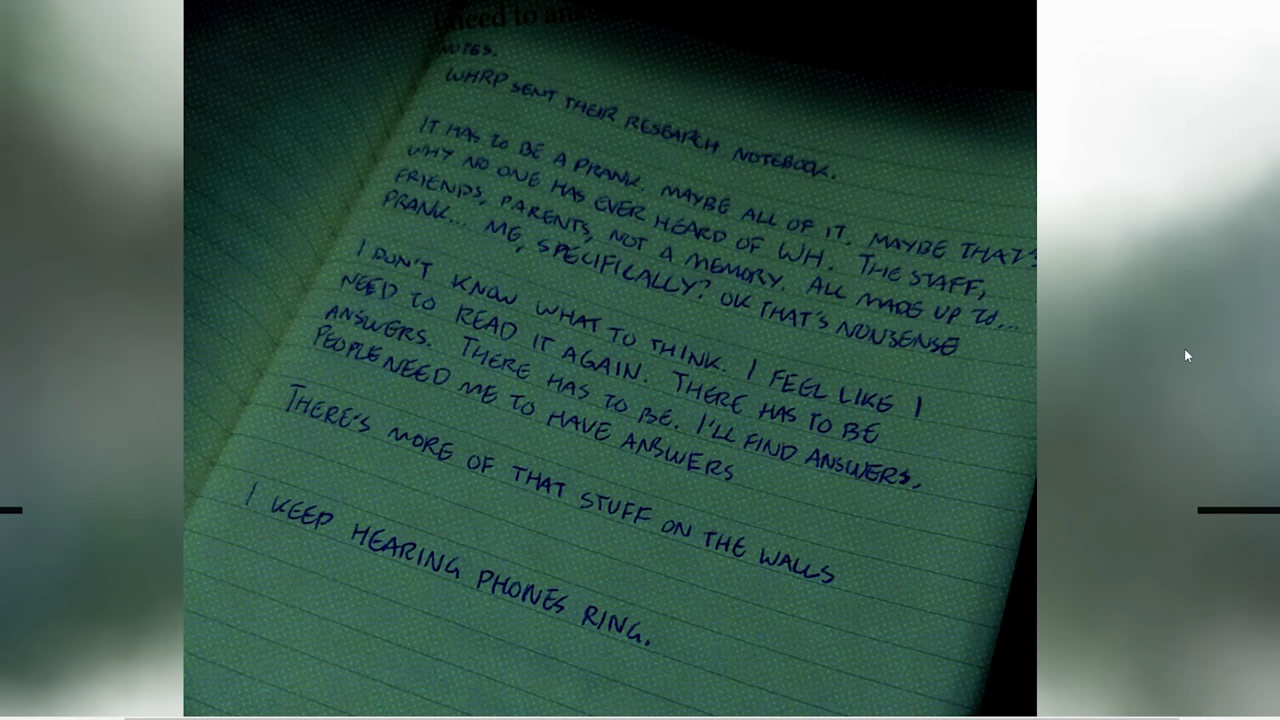 I need to ans
NOTES.
WHRP SENT THEIR RESEARCH NOTEBOOK.
IT HAS TO BE A PRANK. MAYBE ALL OF IT. MAYBE THAT'S
WHY NO ONE HAS EVER HEARD OF WH. THE STAFF,
FRIENDS, PARENTS, NOT A MEMORY. ALL MADE UP TO...
PRANK... ME, SPECIFICALLY? OK THAT'S NONSENSE
I DON'T KNOW WHAT TO THINK. I FEEL LIKE I
NEED TO READ IT AGAIN. THERE HAS TO BE
ANSWERS. THERE HAS TO BE. I'LL FIND ANSWERS.
PEOPLE NEED ME TO HAVE ANSWERS
THERE'S MORE OF THAT STUFF ON THE WALLS
I KEEP HEARING PHONES RING.